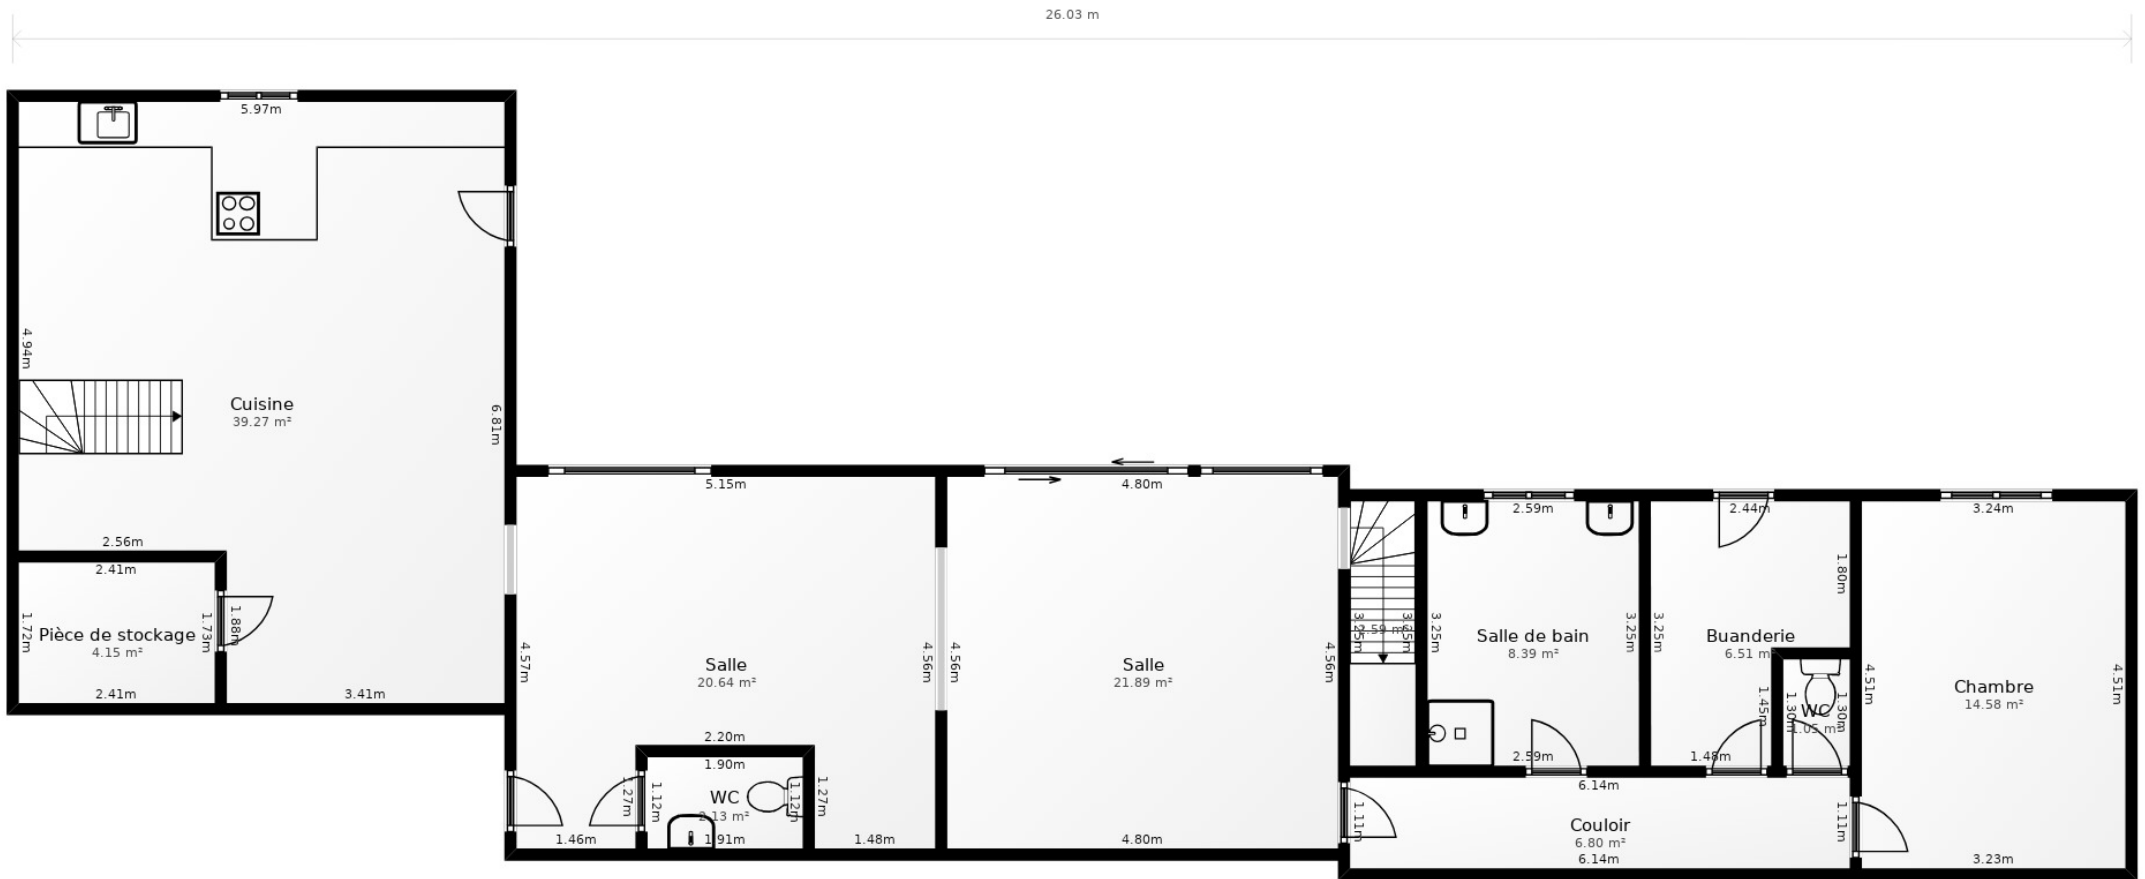 26.03 m
5.97m
4.94m
Cuisine
39.27 m²
6.81m
2.56m
2.41m
1.72m
Pièce de stockage
4.15 m²
1.73m
1.88m
2.41m
3.41m
5.15m
4.57m
Salle
20.64 m²
4.56m
2.20m
1.90m
1.27m
1.12m
WC
2.13 m²
1.12m
1.27m
1.46m
1.91m
1.48m
4.80m
4.56m
Salle
21.89 m²
4.56m
4.80m
3.25m
3.25m
2.59m
3.25m
Salle de bain
8.39 m²
3.25m
2.59m
2.44m
3.25m
Buanderie
6.51 m²
1.80m
1.45m
1.48m
1.30m
WC
1.05 m²
1.30m
3.24m
4.51m
Chambre
14.58 m²
4.51m
3.23m
6.14m
1.11m
Couloir
6.80 m²
1.11m
6.14m